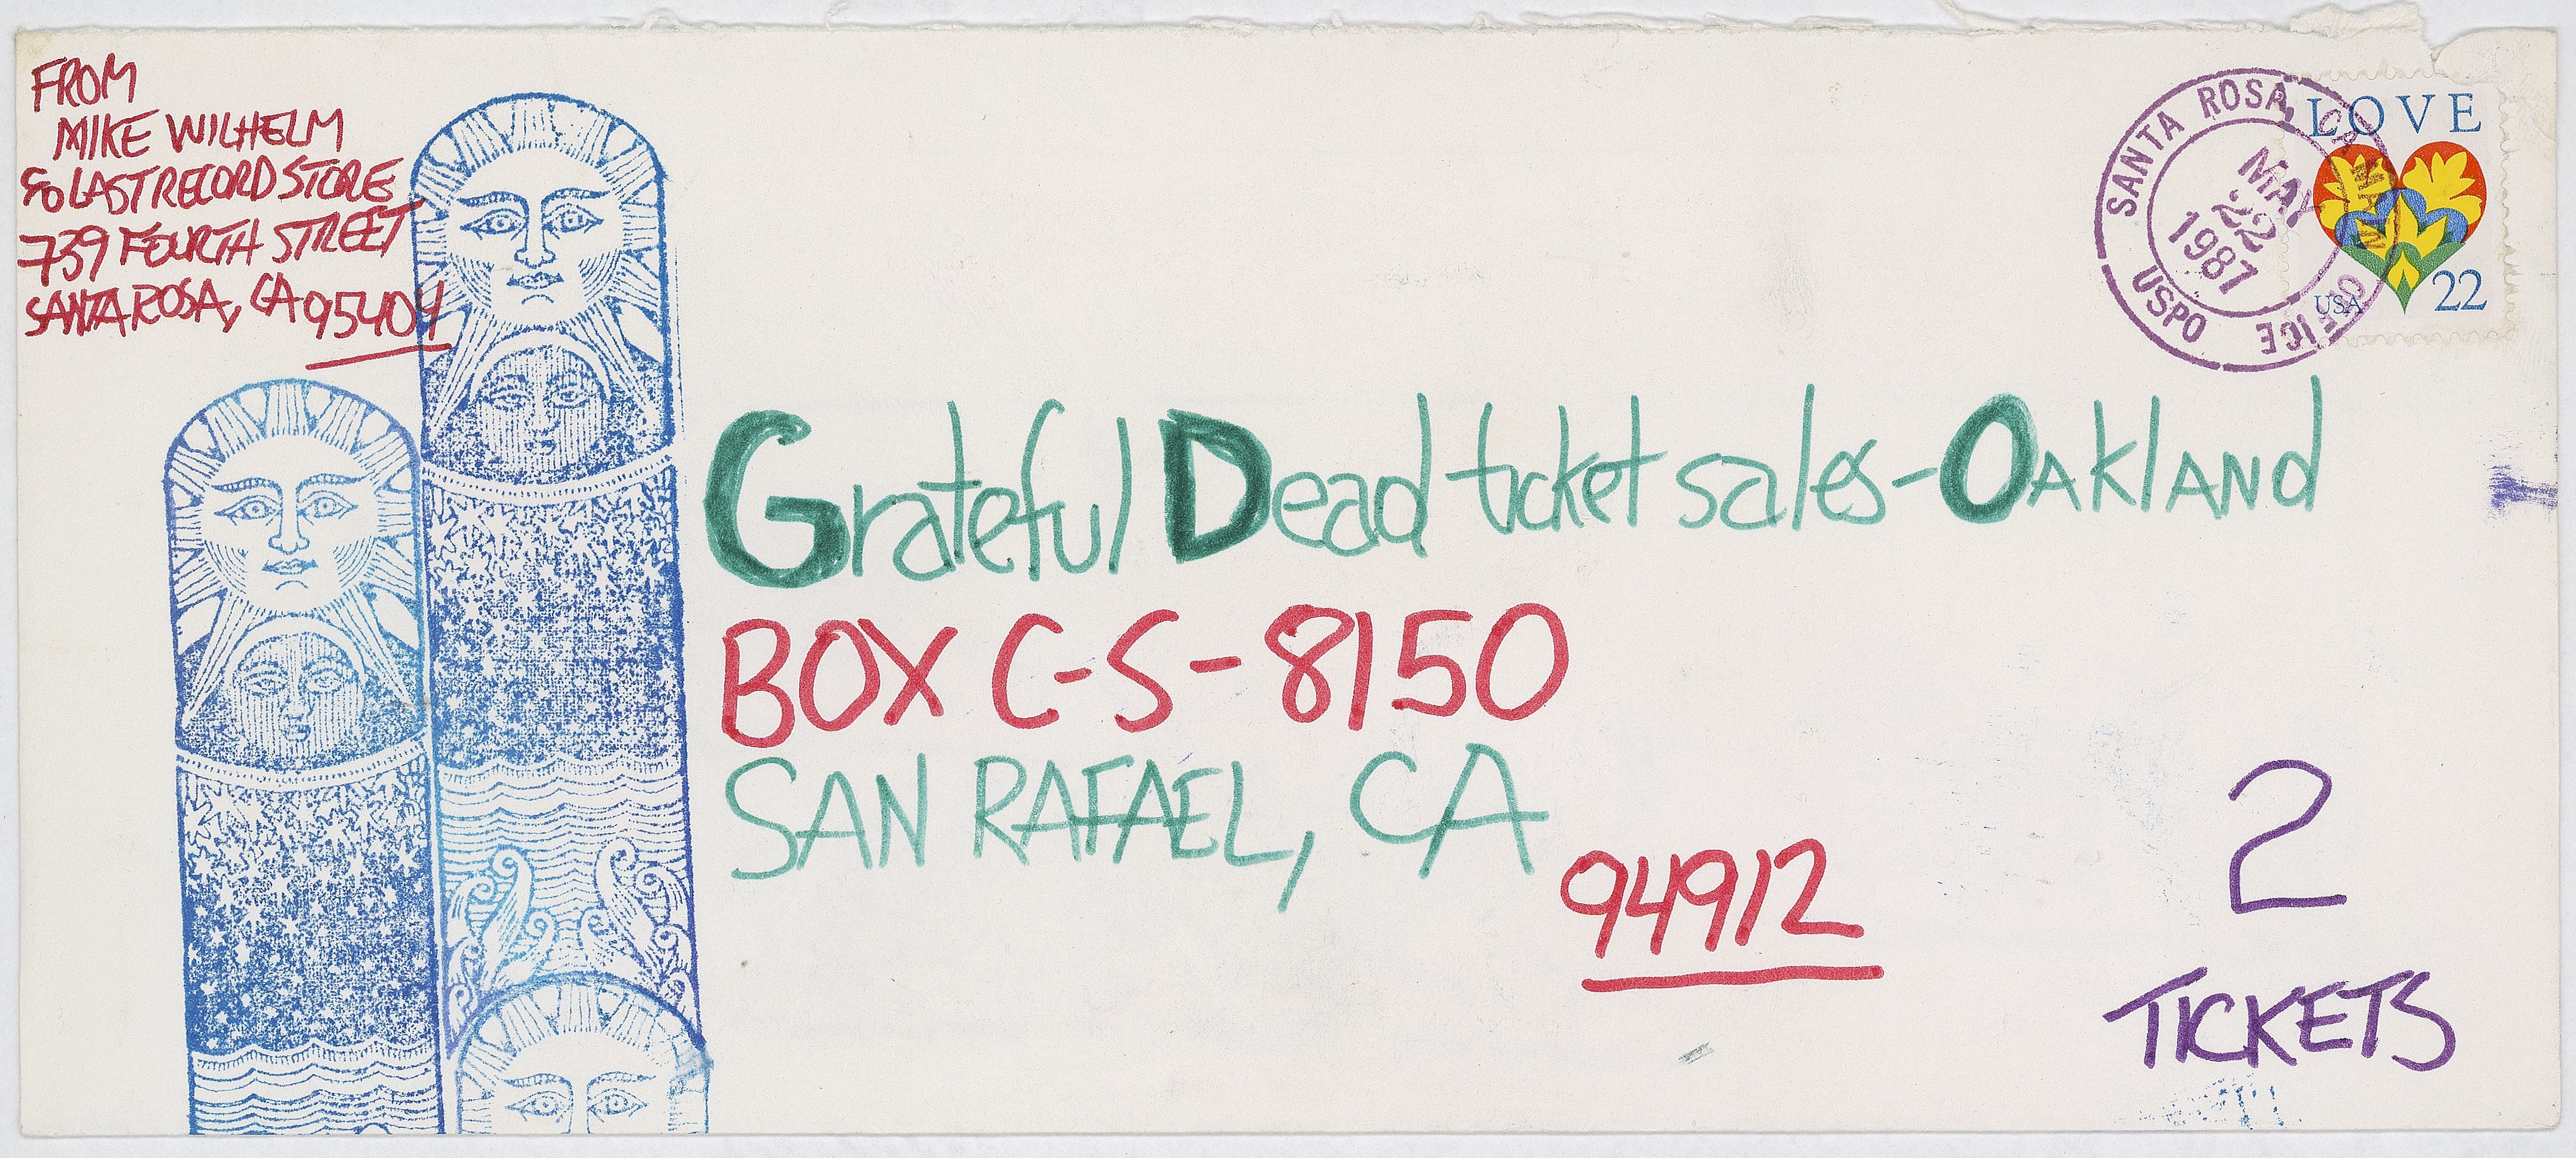 FROM
MIKE WILHELM
c/o LAST RECORD STORE
739 FOURTH STREET
SANTA ROSA, CA 95404
SANTA ROSA, CA
MAIN OFFICE
USPO
MAY
22
1987
LOVE
USA 22
Grateful Dead ticket sales-OAKLAND
BOX C-S-8150
SAN RAFAEL, CA
94912
2
TICKETS